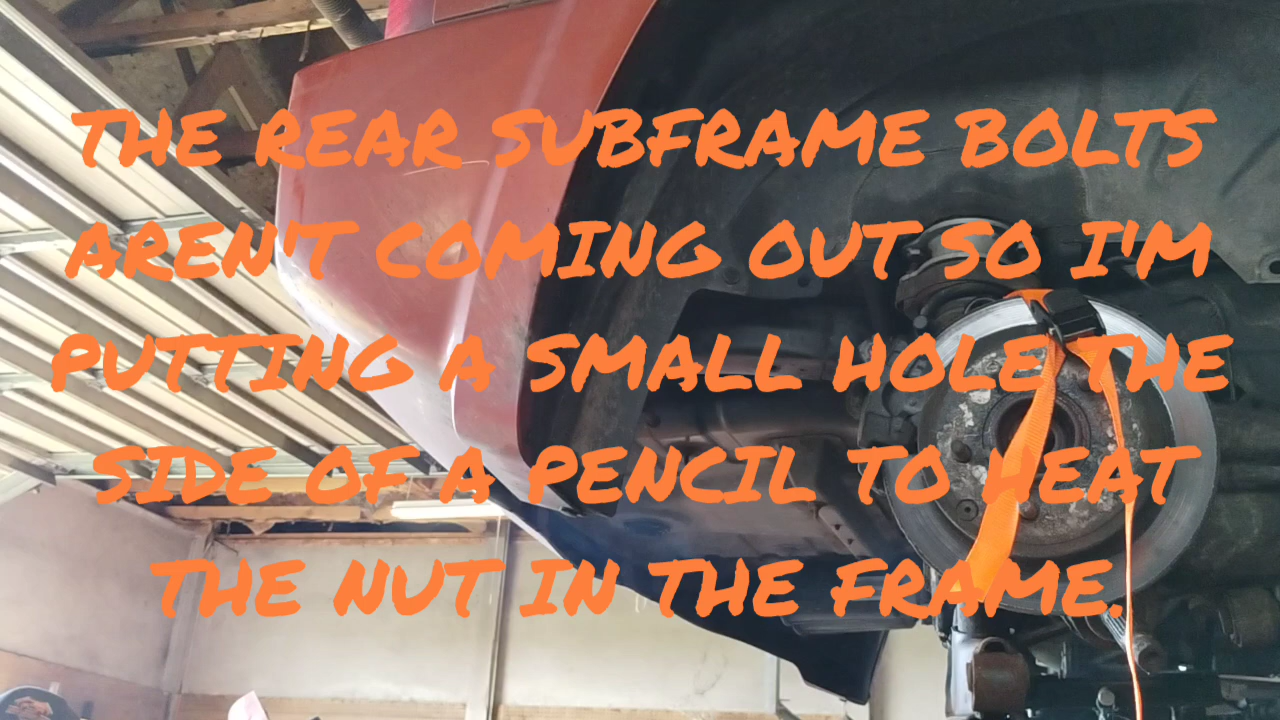 THE REAR SUBFRAME BOLTS
AREN'T COMING OUT SO I'M
PUTTING A SMALL HOLE THE
SIDE OF A PENCIL TO HEAT
THE NUT IN THE FRAME.